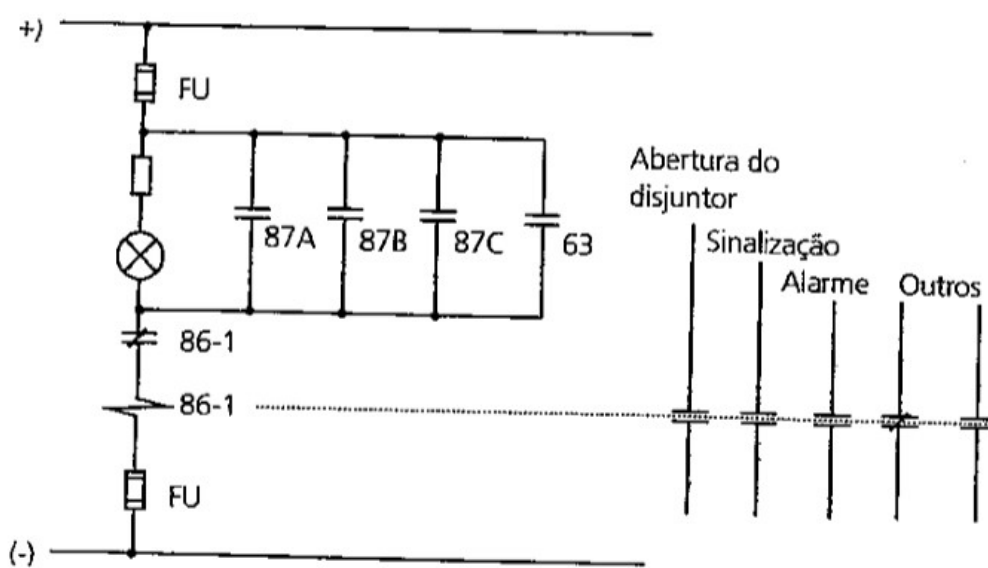 +)
FU
87A
87B
87C
63
86-1
86-1
FU
(-)
Abertura do
disjuntor
Sinalização
Alarme
Outros